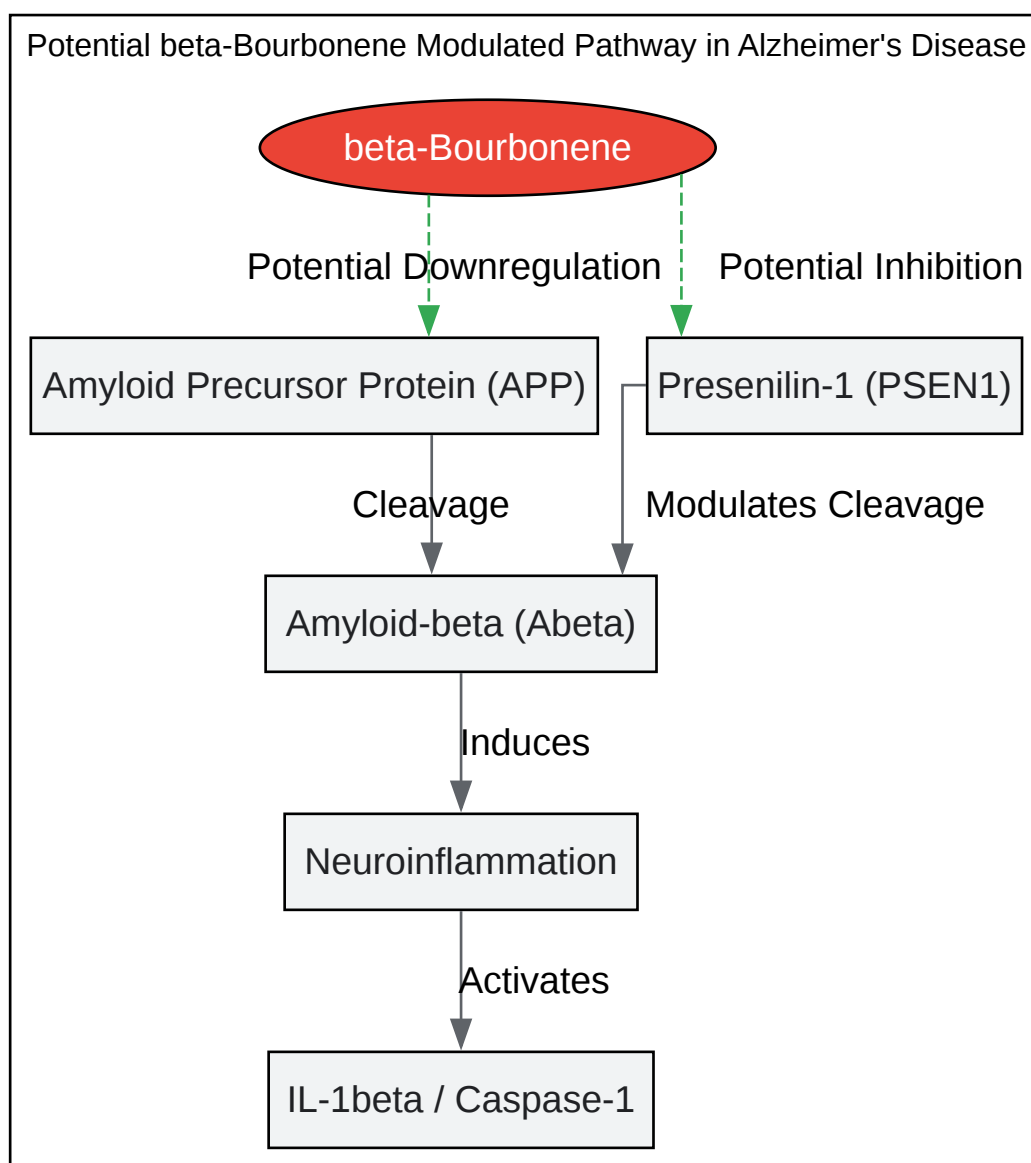 Potential beta-Bourbonene Modulated Pathway in Alzheimer's Disease
beta-Bourbonene
Potential Downregulation
Potential Inhibition
Amyloid Precursor Protein (APP)
Presenilin-1 (PSEN1)
Cleavage
Modulates Cleavage
Amyloid-beta (Abeta)
Induces
Neuroinflammation
Activates
IL-1beta / Caspase-1